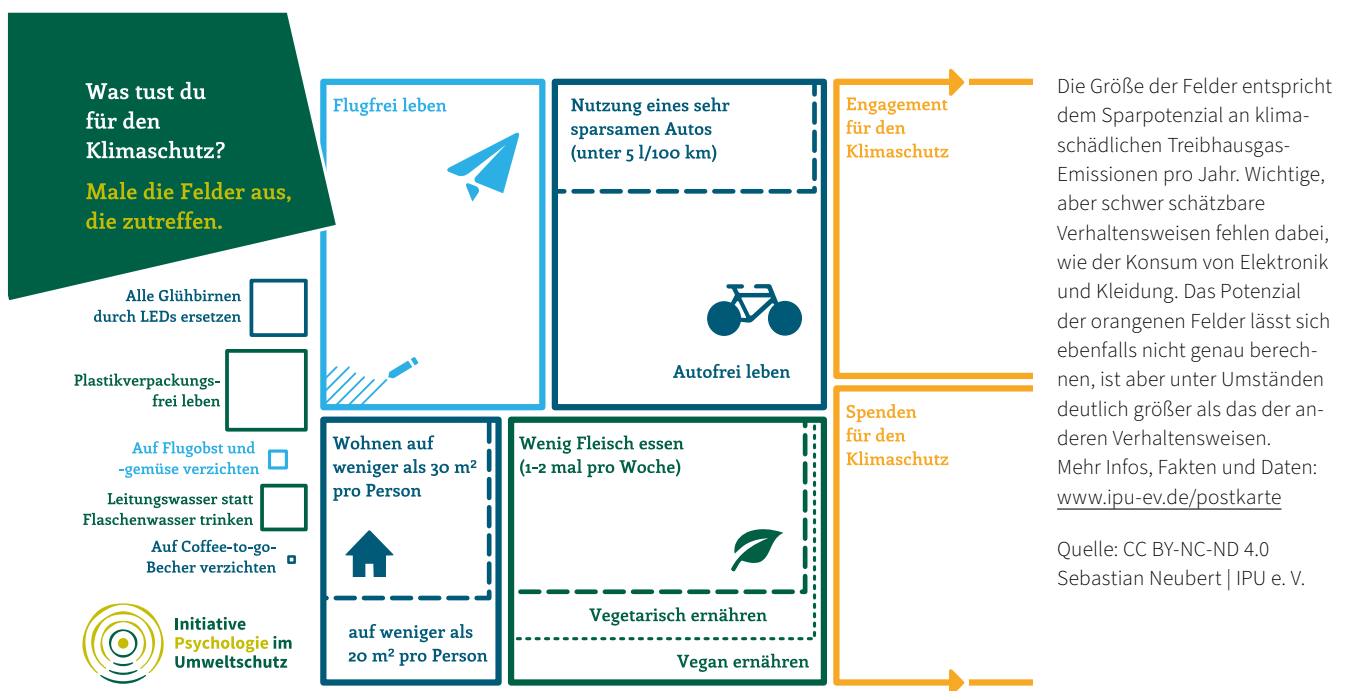 Was tust du
für den
Klimaschutz?
Male die Felder aus,
die zutreffen.
Alle Glühbirnen
durch LEDs ersetzen
Plastikverpackungs-
frei leben
Auf Flugobst und
-gemüse verzichten
Leitungswasser statt
Flaschenwasser trinken
Auf Coffee-to-go-
Becher verzichten
Initiative
Psychologie im
Umweltschutz
Flugfrei leben
Nutzung eines sehr
sparsamen Autos
(unter 5 l/100 km)
Autofrei leben
Wohnen auf
weniger als 30 m²
pro Person
auf weniger als
20 m² pro Person
Wenig Fleisch essen
(1-2 mal pro Woche)
Vegetarisch ernähren
Vegan ernähren
Engagement
für den
Klimaschutz
Spenden
für den
Klimaschutz
Die Größe der Felder entspricht
dem Sparpotenzial an klima-
schädlichen Treibhausgas-
Emissionen pro Jahr. Wichtige,
aber schwer schätzbare
Verhaltensweisen fehlen dabei,
wie der Konsum von Elektronik
und Kleidung. Das Potenzial
der orangenen Felder lässt sich
ebenfalls nicht genau berech-
nen, ist aber unter Umständen
deutlich größer als das der an-
deren Verhaltensweisen.
Mehr Infos, Fakten und Daten:
www.ipu-ev.de/postkarte
Quelle: CC BY-NC-ND 4.0
Sebastian Neubert | IPU e. V.